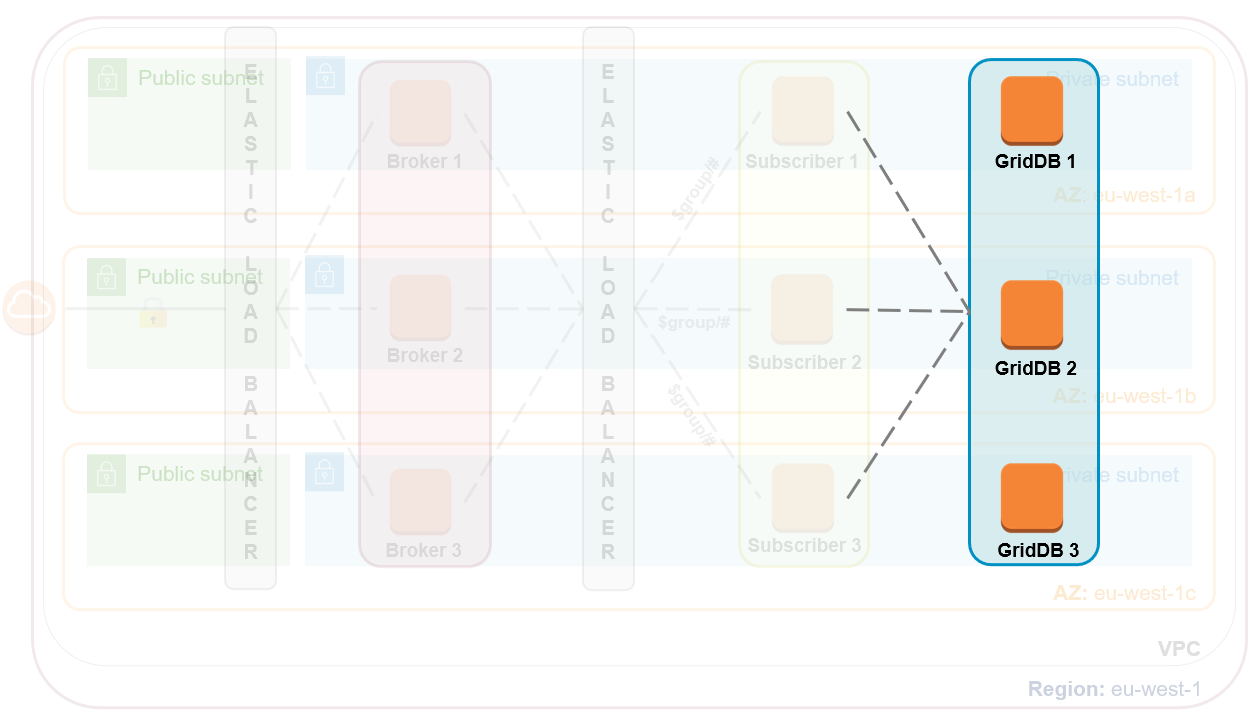 Public subnet
Private subnet
Broker 1
Subscriber 1
GridDB 1
$group/#
AZ: eu-west-1a
ELASTIC LOAD BALANCER
ELASTIC LOAD BALANCER
Public subnet
Private subnet
$group/#
Broker 2
Subscriber 2
GridDB 2
AZ: eu-west-1b
$group/#
Public subnet
Private subnet
Broker 3
Subscriber 3
GridDB 3
AZ: eu-west-1c
VPC
Region: eu-west-1